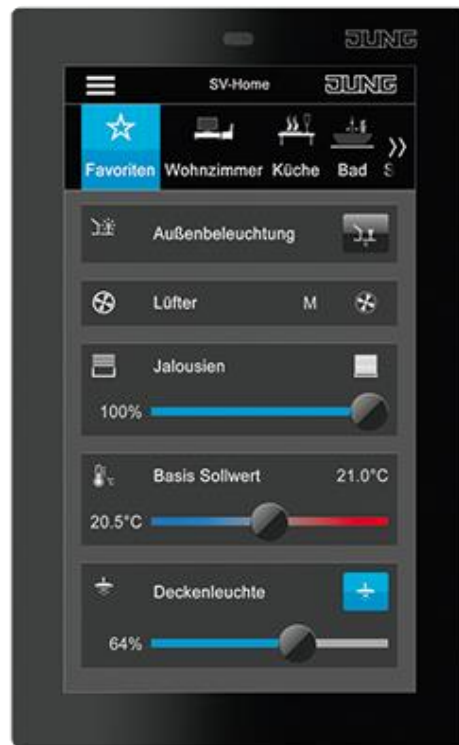 JUNG
SV-Home JUNG
Favoriten Wohnzimmer Küche Bad S
Außenbeleuchtung
Lüfter M
Jalousien
100%
Basis Sollwert 21.0°C
20.5°C
Deckenleuchte
64%